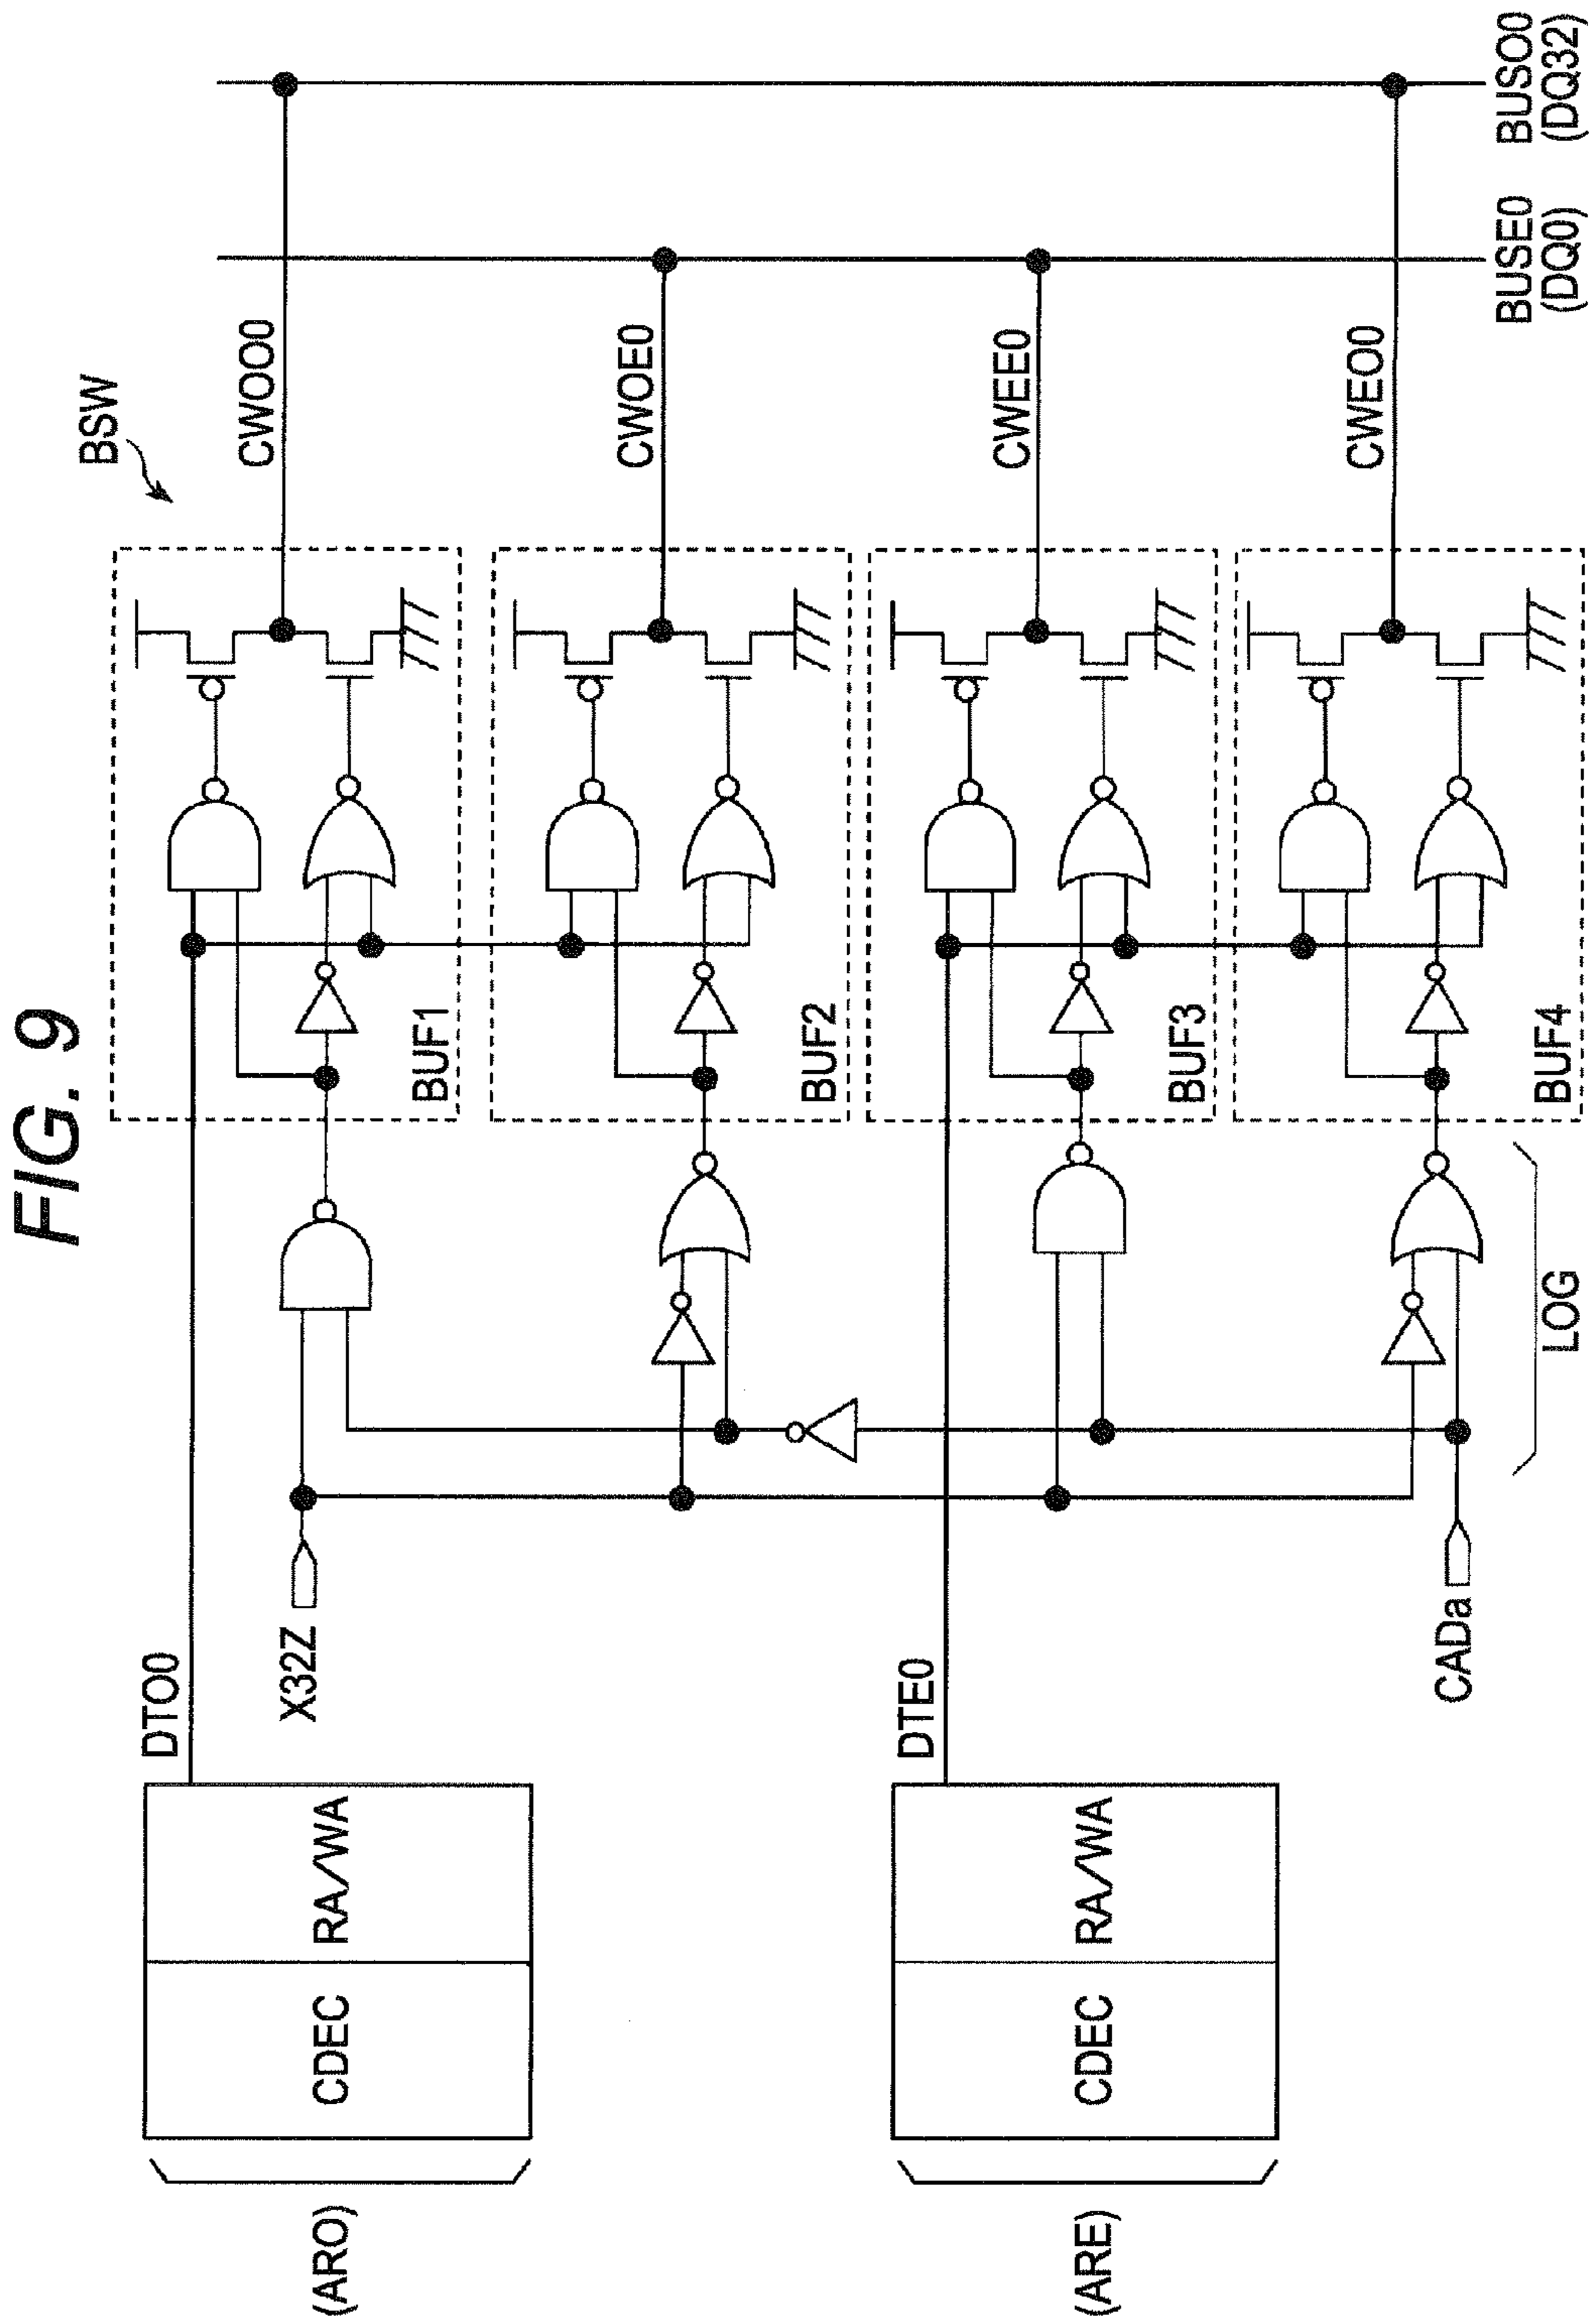 FIG. 9
BSW
(ARO)
CDEC
RA/WA
DTO0
X32Z
BUF1
CWOO0
BUF2
CWOE0
(ARE)
CDEC
RA/WA
DTE0
BUF3
CWEE0
CADa
LOG
BUF4
CWEO0
BUSE0
(DQ0)
BUSO0
(DQ32)